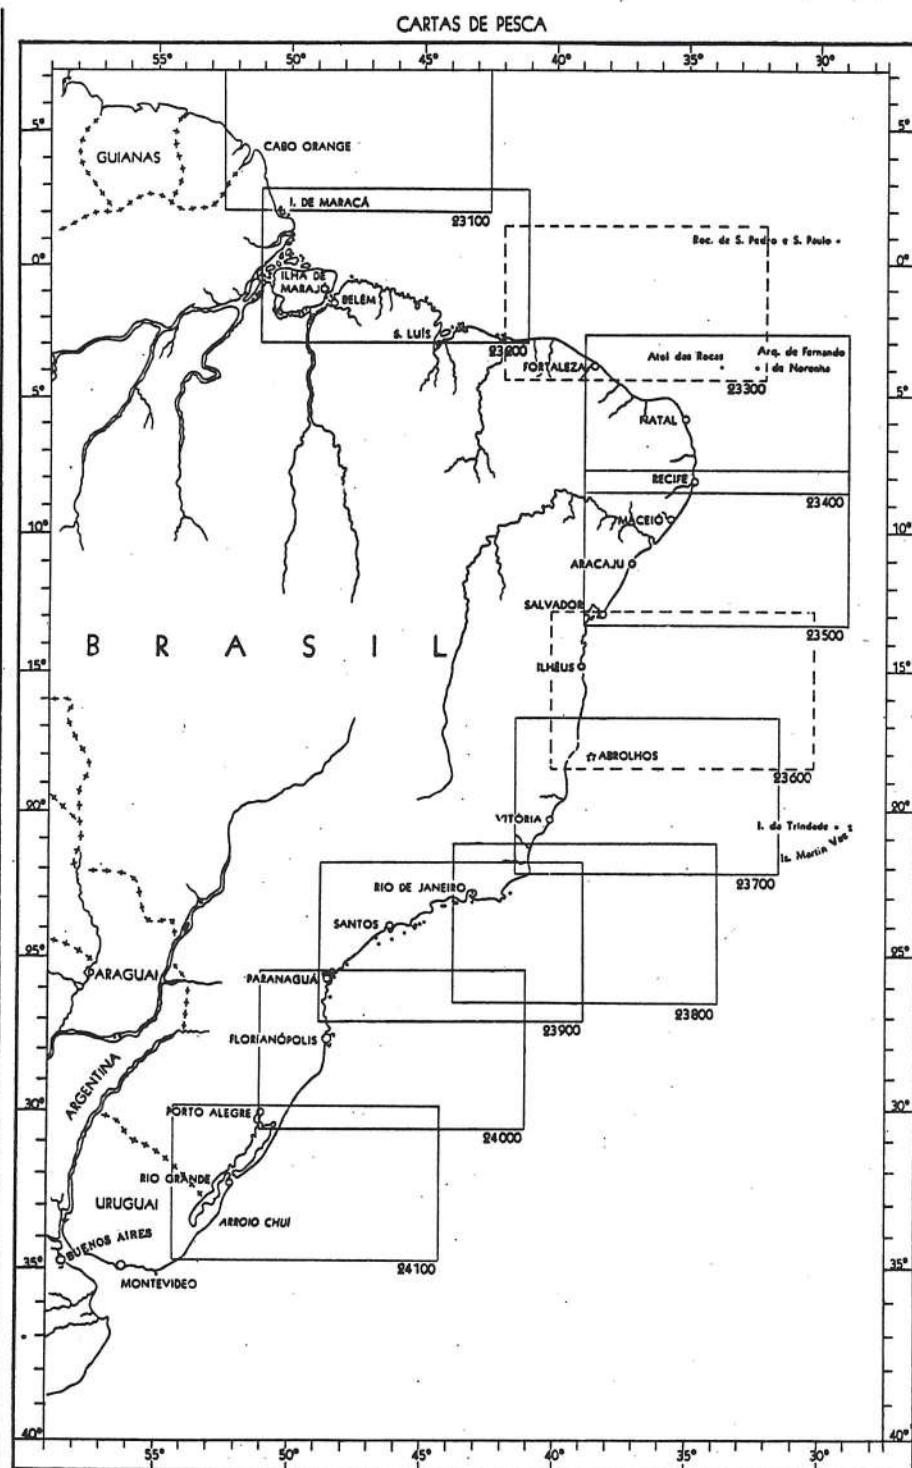 CARTAS DE PESCA
55° 50° 45° 40° 35° 30°
5° 5°
CABO ORANGE
GUIANAS
I. DE MARACÁ
23100
Roc. de S. Pedro e S. Paulo
0° 0°
ILHA DE
MARAJÓ
BELÉM
S. LUÍS
23200
FORTALEZA
Atol das Rocas
Arq. de Fernando
de Noronha
23300
5° 5°
NATAL
RECIFE
23400
MACEIÓ
10° 10°
ARACAJU
SALVADOR
23500
BRASIL
15° 15°
ILHÉUS
ABROLHOS
23600
20° 20°
VITÓRIA
I. da Trindade
Is. Martin Vaz
23700
RIO DE JANEIRO
SANTOS
25° 25°
PARAGUAI
PARANAGUÁ
23800
23900
FLORIANÓPOLIS
ARGENTINA
30° 30°
PORTO ALEGRE
24000
RIO GRANDE
URUGUAI
ARROIO CHUÍ
BUENOS AIRES
35° 35°
24100
MONTEVIDEO
40° 40°
55° 50° 45° 40° 35° 30°